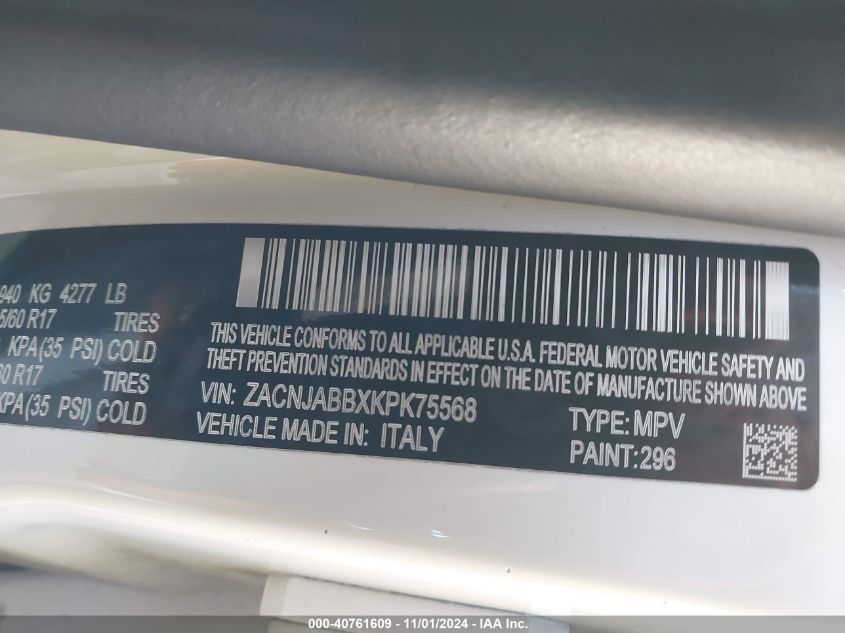 940 KG 4277 LB
5/60 R17 TIRES
KPA(35 PSI) COLD
60 R17 TIRES
KPA(35 PSI) COLD
THIS VEHICLE CONFORMS TO ALL APPLICABLE U.S.A. FEDERAL MOTOR VEHICLE SAFETY AND
THEFT PREVENTION STANDARDS IN EFFECT ON THE DATE OF MANUFACTURE SHOWN ABOVE
VIN: ZACNJABBXKPK75568
VEHICLE MADE IN: ITALY
TYPE: MPV
PAINT: 296
000-40761609 - 11/01/2024 - IAA Inc.